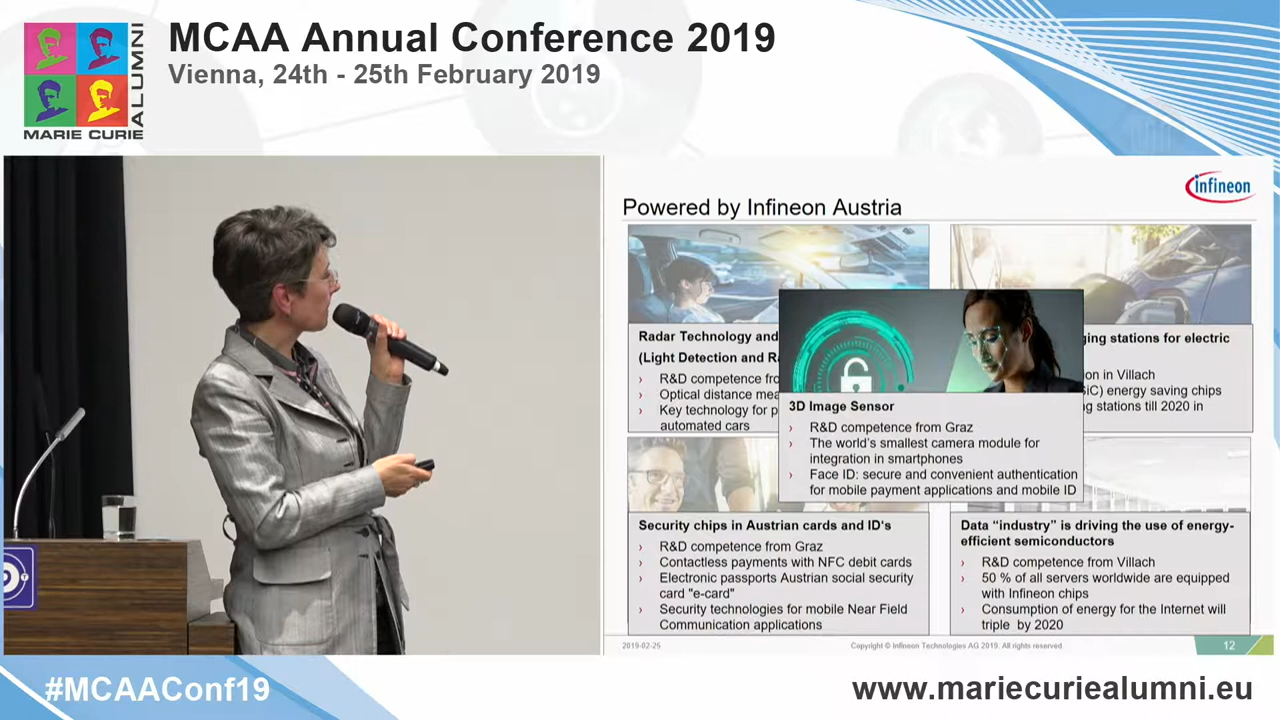 MCAA Annual Conference 2019
Vienna, 24th - 25th February 2019
MARIE CURIE
ALUMNI
infineon
Powered by Infineon Austria
Radar Technology and
(Light Detection and
› R&D competence
› Optical distance
› Key technology for
automated cars
ging stations for electric
on in Villach
energy saving chips
g stations till 2020 in
3D Image Sensor
› R&D competence from Graz
› The world's smallest camera module for
integration in smartphones
› Face ID: secure and convenient authentication
for mobile payment applications and mobile ID
Security chips in Austrian cards and ID's
› R&D competence from Graz
› Contactless payments with NFC debit cards
› Electronic passports Austrian social security
card "e-card"
› Security technologies for mobile Near Field
Communication applications
Data “industry” is driving the use of energy-
efficient semiconductors
› R&D competence from Villach
› 50 % of all servers worldwide are equipped
with Infineon chips
› Consumption of energy for the Internet will
triple by 2020
2019-02-25
Copyright © Infineon Technologies AG 2019. All rights reserved
12
#MCAAConf19
www.mariecuriealumni.eu